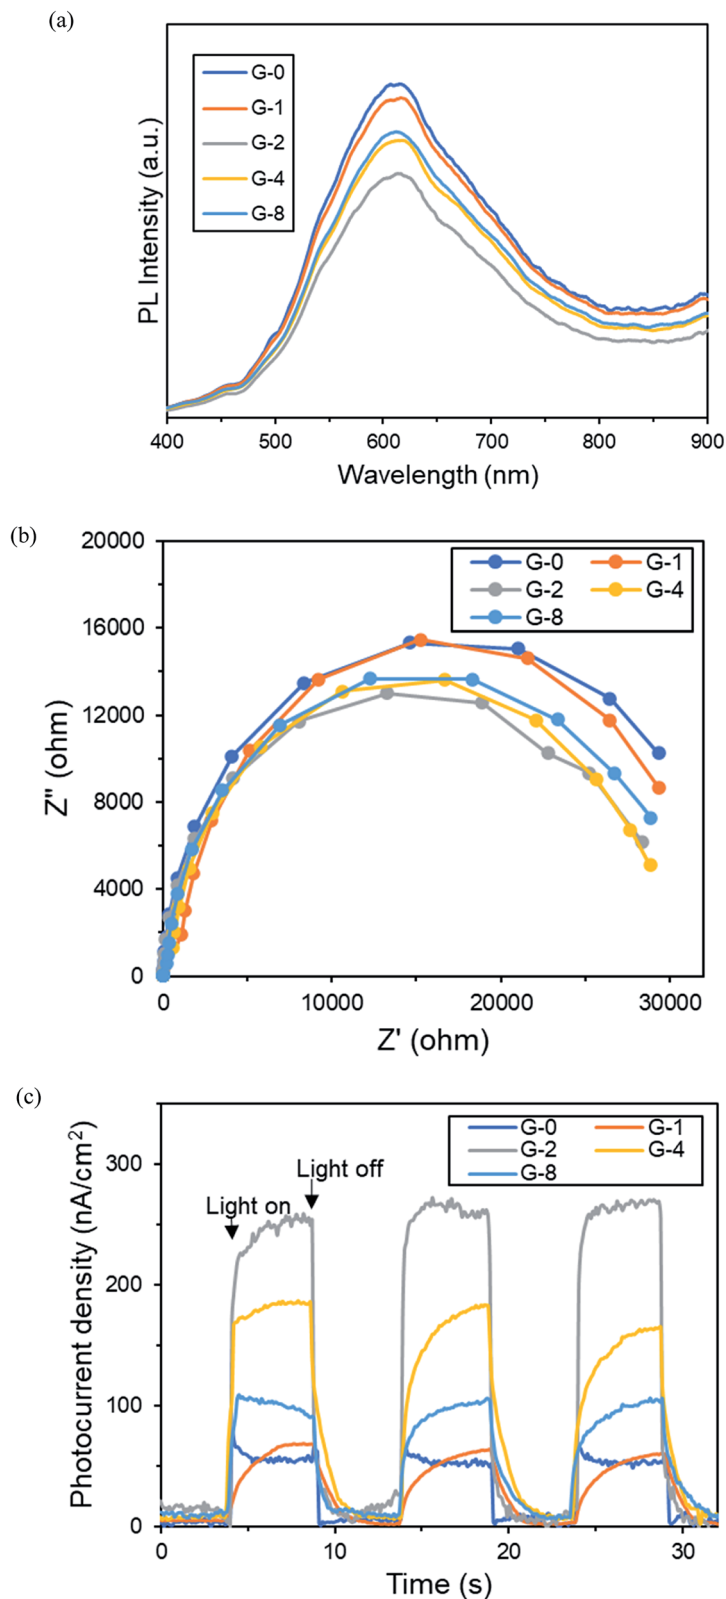 (a)
G-0
G-1
G-2
G-4
G-8
PL Intensity (a.u.)
400 500 600 700 800 900
Wavelength (nm)
(b)
20000
16000
12000
8000
4000
0
Z" (ohm)
G-0 G-1
G-2 G-4
G-8
0 10000 20000 30000
Z' (ohm)
(c)
300
200
100
0
Photocurrent density (nA/cm²)
G-0 G-1
G-2 G-4
G-8
Light off
Light on
0 10 20 30
Time (s)